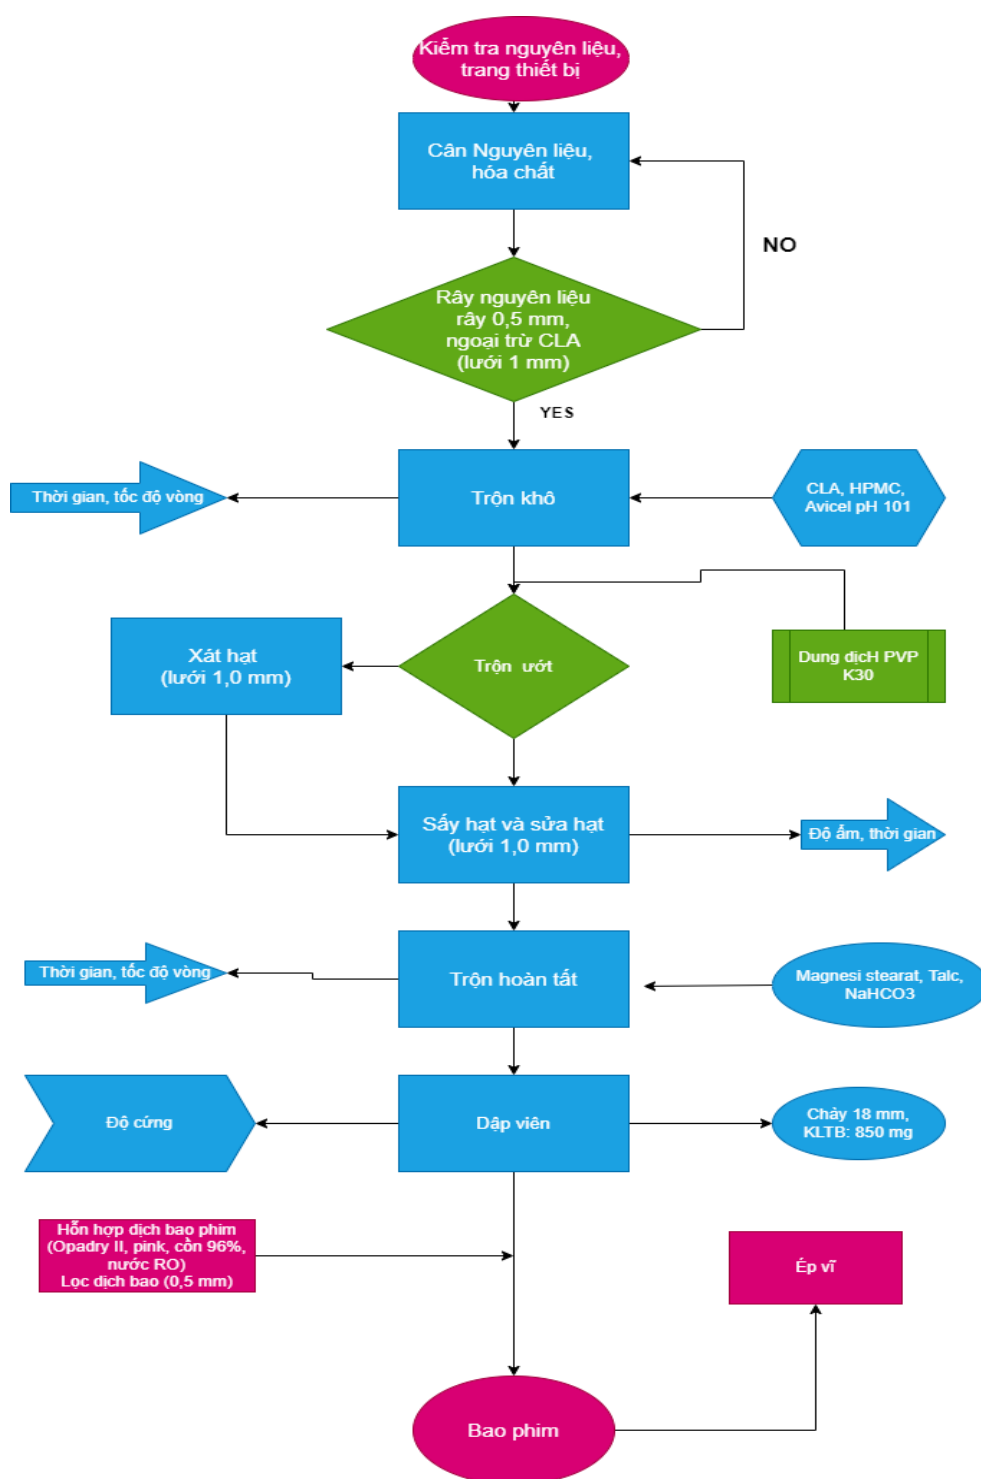 Kiểm tra nguyên liệu,
trang thiết bị
Cân Nguyên liệu,
hóa chất
NO
Rây nguyên liệu
rây 0,5 mm,
ngoại trừ CLA
(lưới 1 mm)
YES
Thời gian, tốc độ vòng
Trộn khô
CLA, HPMC,
Avicel pH 101
Xát hạt
(lưới 1,0 mm)
Trộn ướt
Dung dịcH PVP
K30
Sấy hạt và sửa hạt
(lưới 1,0 mm)
Độ ẩm, thời gian
Thời gian, tốc độ vòng
Trộn hoàn tất
Magnesi stearat, Talc,
NaHCO3
Độ cứng
Dập viên
Chày 18 mm,
KLTB: 850 mg
Hỗn hợp dịch bao phim
(Opadry II, pink, cồn 96%,
nước RO)
Lọc dịch bao (0,5 mm)
Ép vĩ
Bao phim